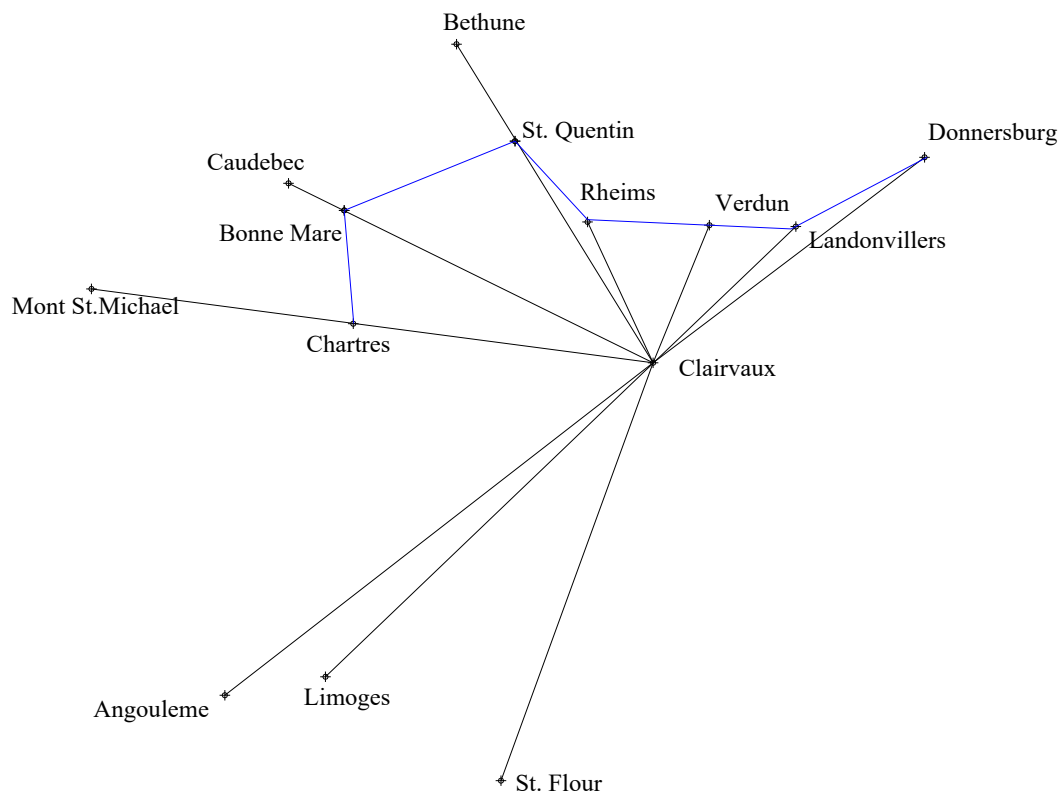 Bethune
St. Quentin
Donnersburg
Caudebec
Rheims
Verdun
Bonne Mare
Landonvillers
Mont St.Michael
Chartres
Clairvaux
Limoges
Angouleme
St. Flour